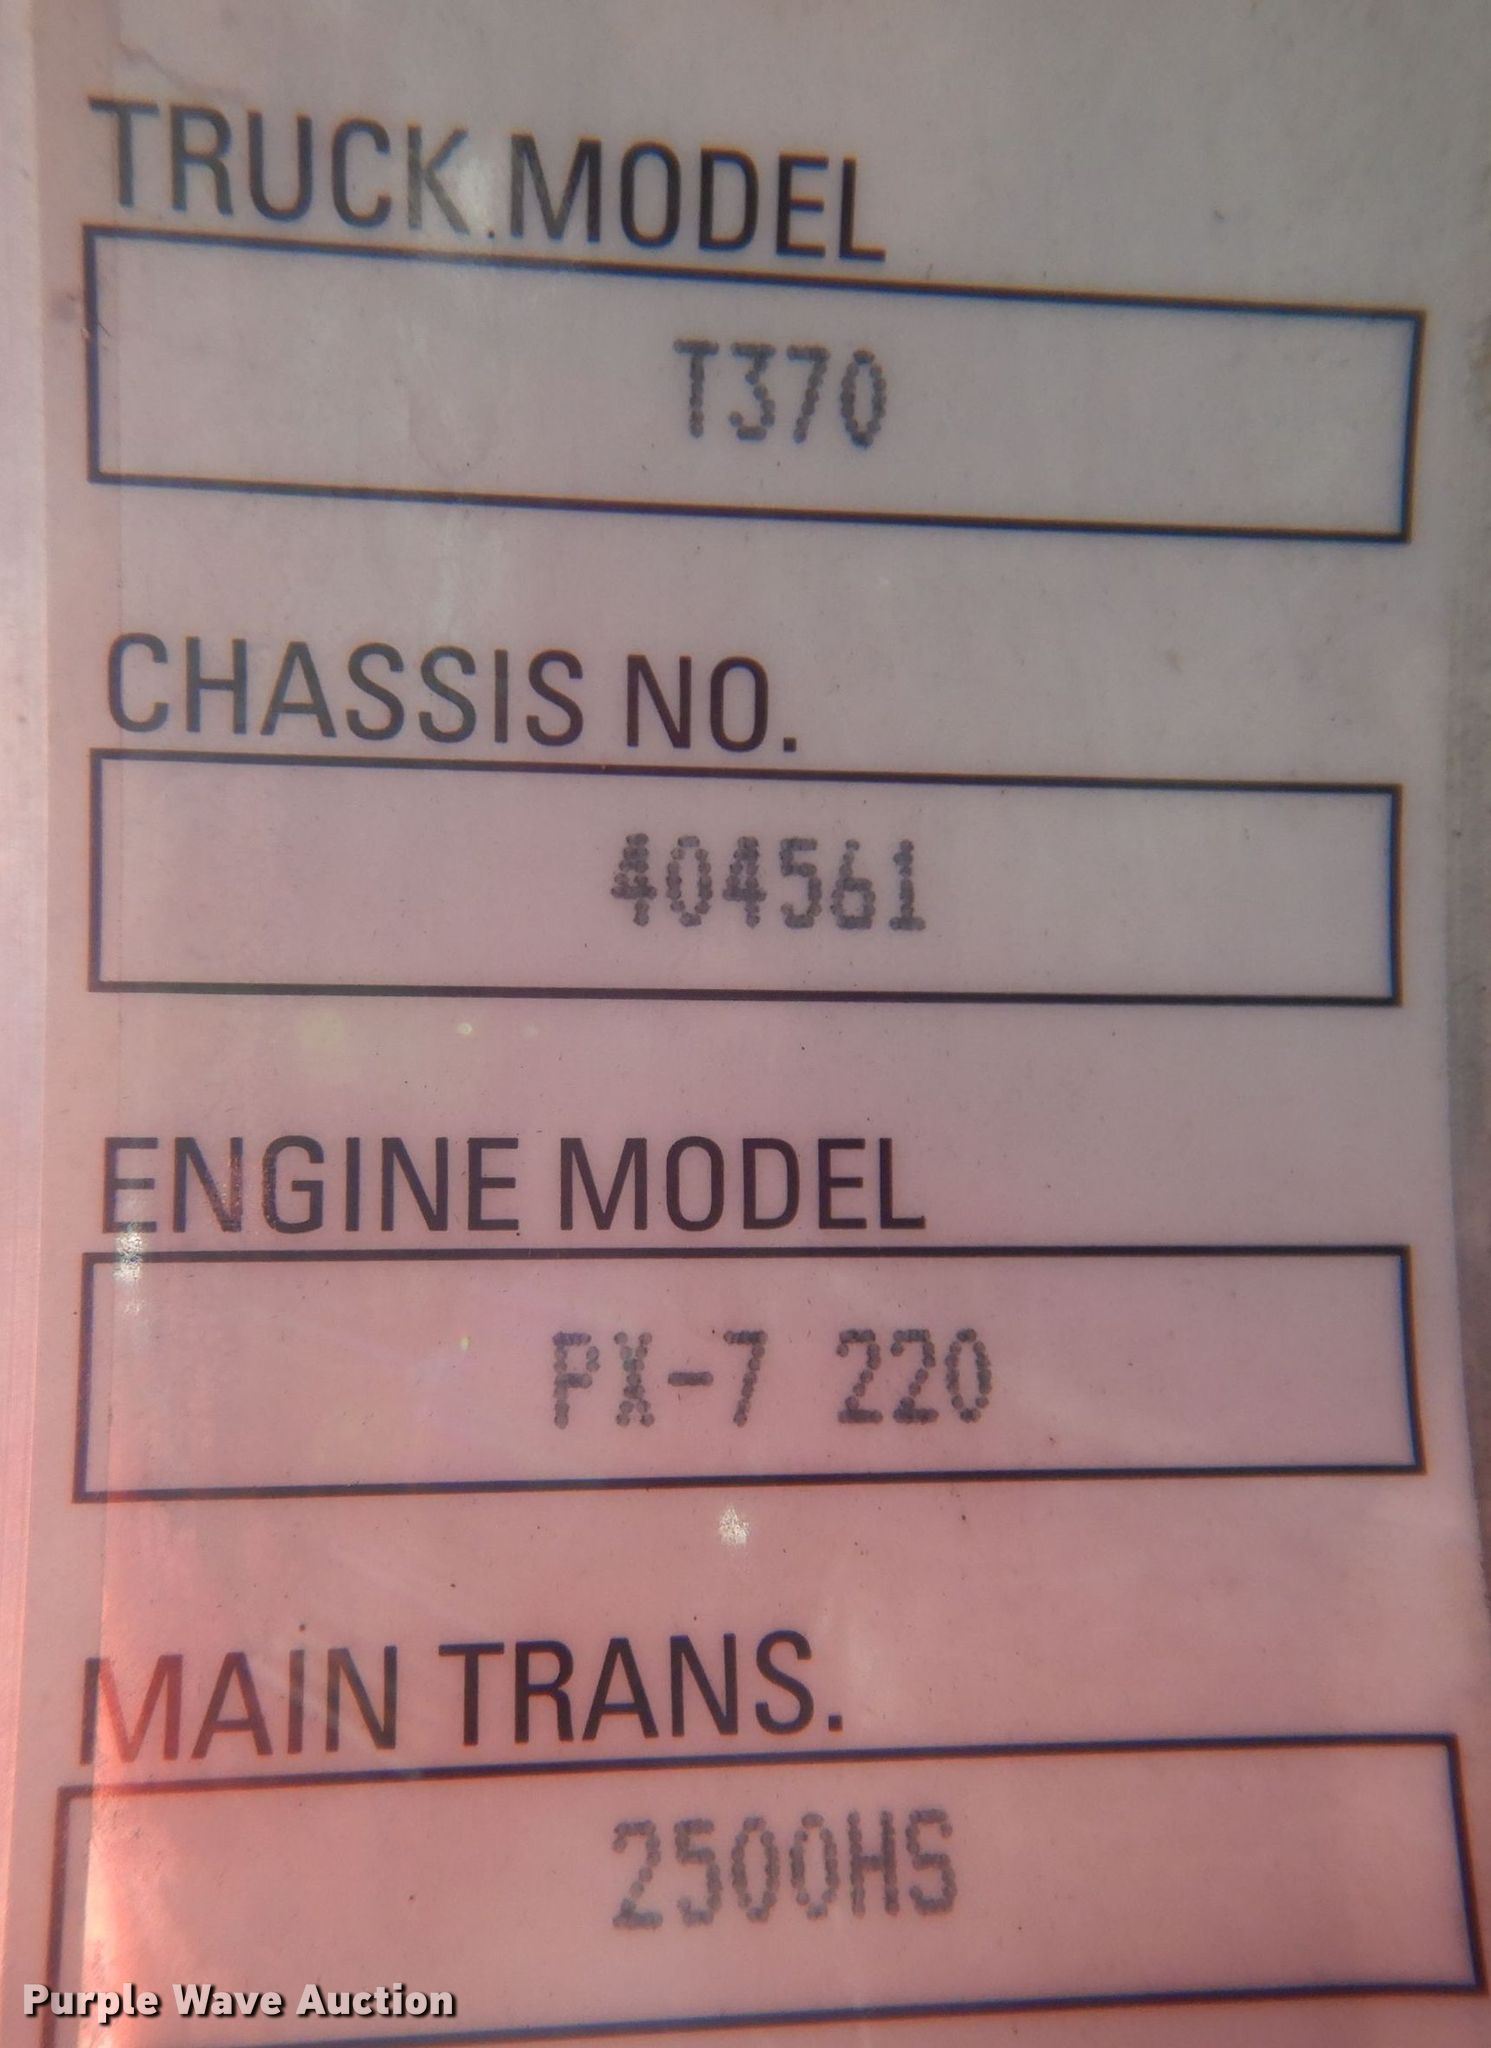 TRUCK MODEL
T370
CHASSIS NO.
404561
ENGINE MODEL
PX-7 220
MAIN TRANS.
2500HS
Purple Wave Auction